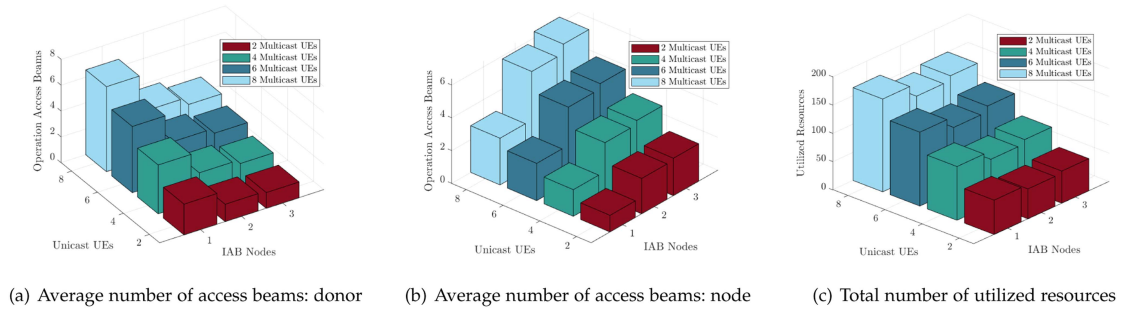 8
6
4
2
0
Operation Access Beams
2 Multicast UEs
4 Multicast UEs
6 Multicast UEs
8 Multicast UEs
8
6
4
2
Unicast UEs
1
2
3
IAB Nodes
(a) Average number of access beams: donor
6
4
2
0
Operation Access Beams
2 Multicast UEs
4 Multicast UEs
6 Multicast UEs
8 Multicast UEs
8
6
4
2
Unicast UEs
1
2
3
IAB Nodes
(b) Average number of access beams: node
200
150
100
50
0
Utilized Resources
2 Multicast UEs
4 Multicast UEs
6 Multicast UEs
8 Multicast UEs
8
6
4
2
Unicast UEs
1
2
3
IAB Nodes
(c) Total number of utilized resources